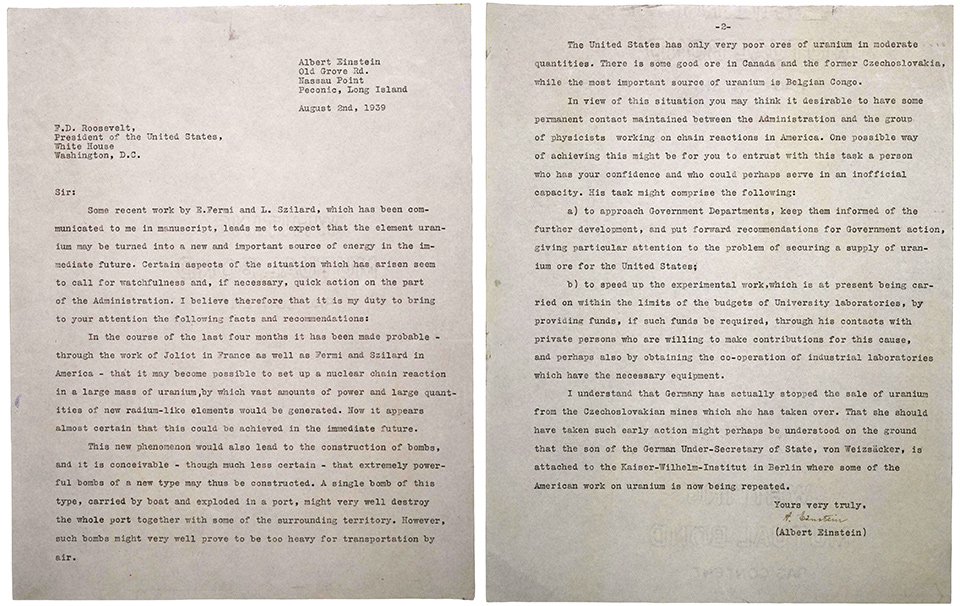 Albert Einstein
Old Grove Rd.
Nassau Point
Peconic, Long Island
August 2nd, 1939
F.D. Roosevelt,
President of the United States,
White House
Washington, D.C.
Sir:
Some recent work by E.Fermi and L. Szilard, which has been com-
municated to me in manuscript, leads me to expect that the element uran-
ium may be turned into a new and important source of energy in the im-
mediate future. Certain aspects of the situation which has arisen seem
to call for watchfulness and, if necessary, quick action on the part
of the Administration. I believe therefore that it is my duty to bring
to your attention the following facts and recommendations:
In the course of the last four months it has been made probable -
through the work of Joliot in France as well as Fermi and Szilard in
America - that it may become possible to set up a nuclear chain reaction
in a large mass of uranium,by which vast amounts of power and large quant-
ities of new radium-like elements would be generated. Now it appears
almost certain that this could be achieved in the immediate future.
This new phenomenon would also lead to the construction of bombs,
and it is conceivable - though much less certain - that extremely power-
ful bombs of a new type may thus be constructed. A single bomb of this
type, carried by boat and exploded in a port, might very well destroy
the whole port together with some of the surrounding territory. However,
such bombs might very well prove to be too heavy for transportation by
air.
-2-
The United States has only very poor ores of uranium in moderate
quantities. There is some good ore in Canada and the former Czechoslovakia,
while the most important source of uranium is Belgian Congo.
In view of this situation you may think it desirable to have some
permanent contact maintained between the Administration and the group
of physicists working on chain reactions in America. One possible way
of achieving this might be for you to entrust with this task a person
who has your confidence and who could perhaps serve in an inofficial
capacity. His task might comprise the following:
a) to approach Government Departments, keep them informed of the
further development, and put forward recommendations for Government action,
giving particular attention to the problem of securing a supply of uran-
ium ore for the United States;
b) to speed up the experimental work,which is at present being car-
ried on within the limits of the budgets of University laboratories, by
providing funds, if such funds be required, through his contacts with
private persons who are willing to make contributions for this cause,
and perhaps also by obtaining the co-operation of industrial laboratories
which have the necessary equipment.
I understand that Germany has actually stopped the sale of uranium
from the Czechoslovakian mines which she has taken over. That she should
have taken such early action might perhaps be understood on the ground
that the son of the German Under-Secretary of State, von Weizsäcker, is
attached to the Kaiser-Wilhelm-Institut in Berlin where some of the
American work on uranium is now being repeated.
Yours very truly,
A. Einstein
(Albert Einstein)